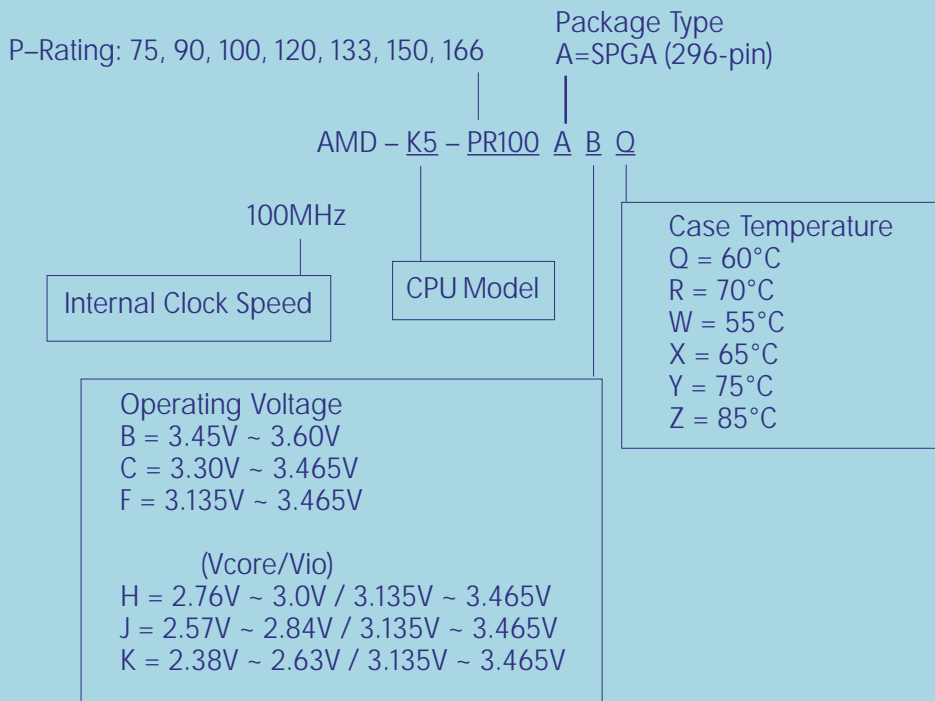 P–Rating: 75, 90, 100, 120, 133, 150, 166
Package Type
A=SPGA (296-pin)
AMD – K5 – PR100 A B Q
100MHz
Internal Clock Speed
CPU Model
Case Temperature
Q = 60°C
R = 70°C
W = 55°C
X = 65°C
Y = 75°C
Z = 85°C
Operating Voltage
B = 3.45V ~ 3.60V
C = 3.30V ~ 3.465V
F = 3.135V ~ 3.465V
(Vcore/Vio)
H = 2.76V ~ 3.0V / 3.135V ~ 3.465V
J = 2.57V ~ 2.84V / 3.135V ~ 3.465V
K = 2.38V ~ 2.63V / 3.135V ~ 3.465V